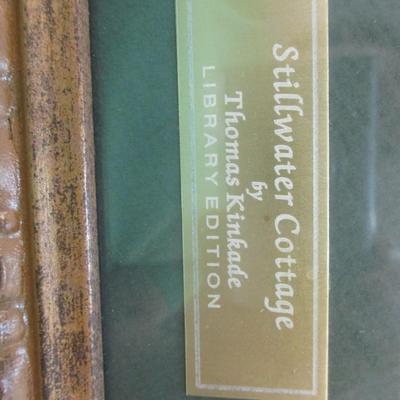 Stillwater Cottage
by
Thomas Kinkade
LIBRARY EDITION